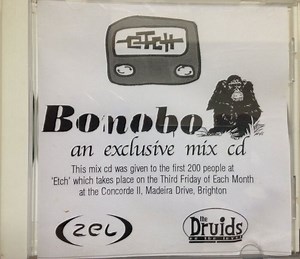 etch
Bonobo
an exclusive mix cd
This mix cd was given to the first 200 people at
'Etch' which takes place on the Third Friday of Each Month
at the Concorde II, Madeira Drive, Brighton
zel
the
Druids